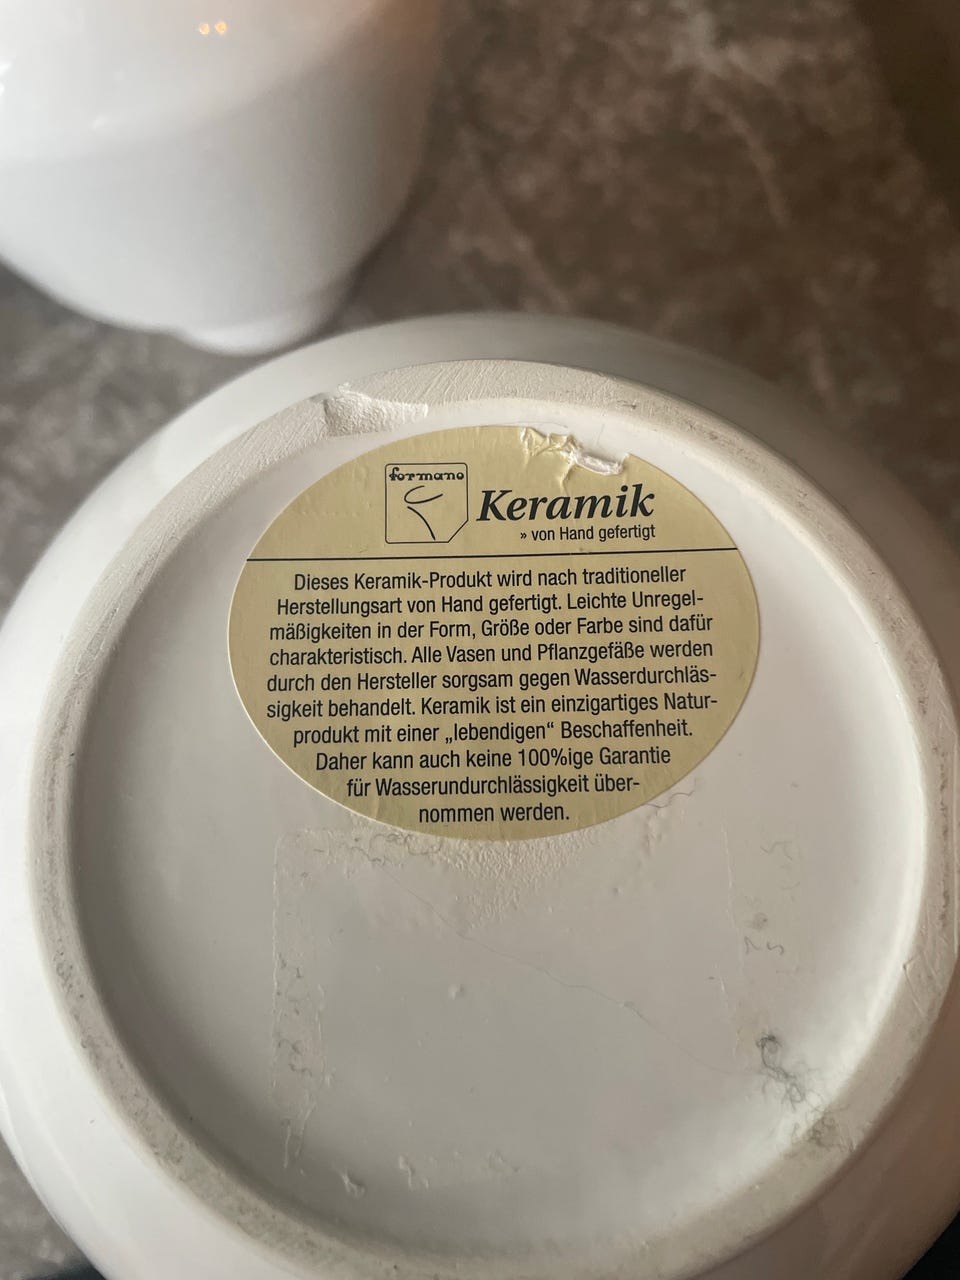 formano
Keramik
» von Hand gefertigt
Dieses Keramik-Produkt wird nach traditioneller
Herstellungsart von Hand gefertigt. Leichte Unregel-
mäßigkeiten in der Form, Größe oder Farbe sind dafür
charakteristisch. Alle Vasen und Pflanzgefäße werden
durch den Hersteller sorgsam gegen Wasserdurchläs-
sigkeit behandelt. Keramik ist ein einzigartiges Natur-
produkt mit einer „lebendigen“ Beschaffenheit.
Daher kann auch keine 100%ige Garantie
für Wasserundurchlässigkeit über-
nommen werden.